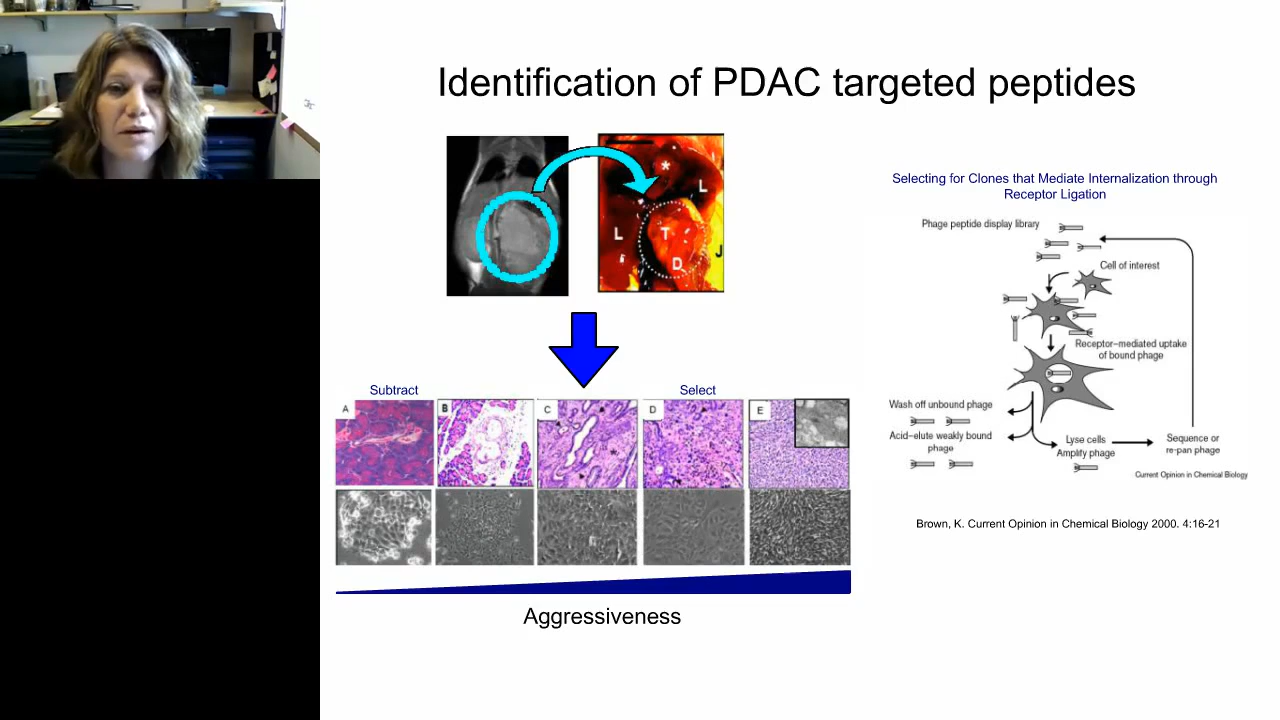 Identification of PDAC targeted peptides
*
L
L
T
D
J
Subtract
Select
A
B
C
D
E
Aggressiveness
Selecting for Clones that Mediate Internalization through
Receptor Ligation
Phage peptide display library
Cell of interest
Receptor–mediated uptake
of bound phage
Wash off unbound phage
Acid–elute weakly bound
phage
Lyse cells
Amplify phage
Sequence or
re-pan phage
Current Opinion in Chemical Biology
Brown, K. Current Opinion in Chemical Biology 2000. 4:16-21